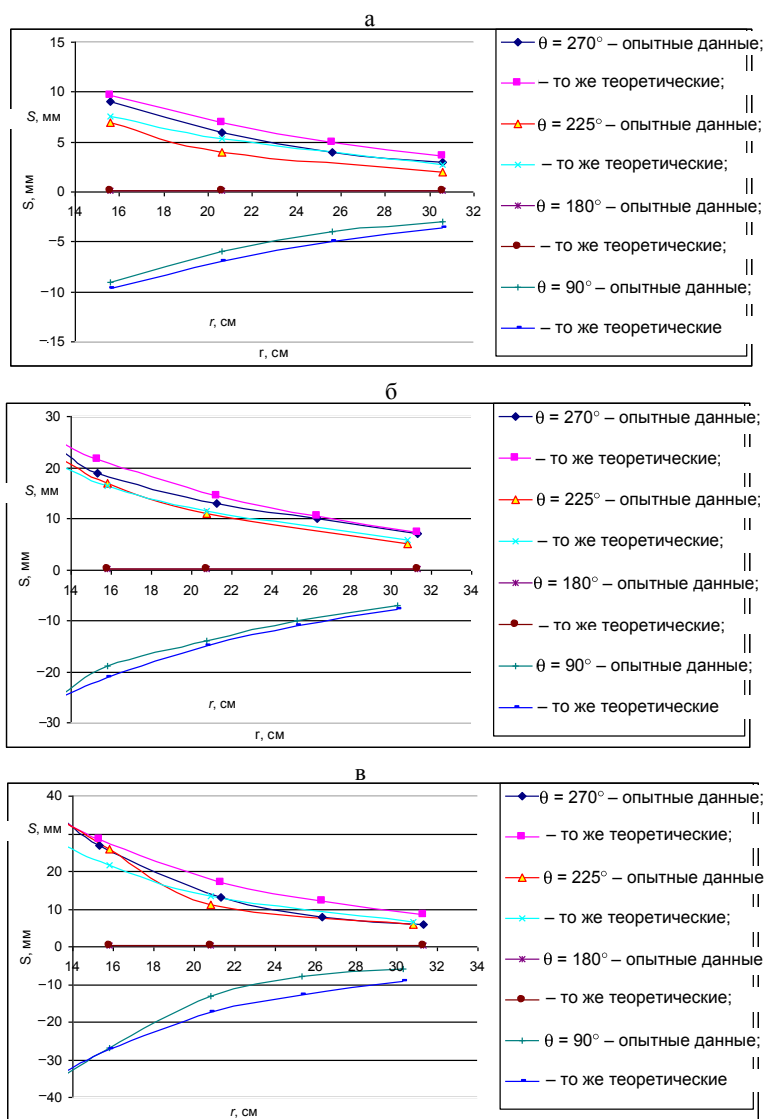 а
15
10
5
0
−5
−10
−15
S, мм
S, мм
14 16 18 20 22 24 26 28 30 32
r, см
r, см
θ = 270° – опытные данные;
– то же теоретические;
θ = 225° – опытные данные;
– то же теоретические;
θ = 180° – опытные данные;
– то же теоретические;
θ = 90° – опытные данные;
– то же теоретические
б
30
20
10
0
−10
−20
−30
S, мм
S, мм
14 16 18 20 22 24 26 28 30 32 34
r, см
r, см
θ = 270° – опытные данные;
– то же теоретические;
θ = 225° – опытные данные;
– то же теоретические;
θ = 180° – опытные данные;
– то же теоретические;
θ = 90° – опытные данные;
– то же теоретические
в
40
20
10
0
−10
−20
−30
−40
S, мм
S, мм
14 16 18 20 22 24 26 28 30 32 34
r, см
θ = 270° – опытные данные;
– то же теоретические;
θ = 225° – опытные данные
– то же теоретические;
θ = 180° – опытные данные
– то же теоретические;
θ = 90° – опытные данные;
– то же теоретические